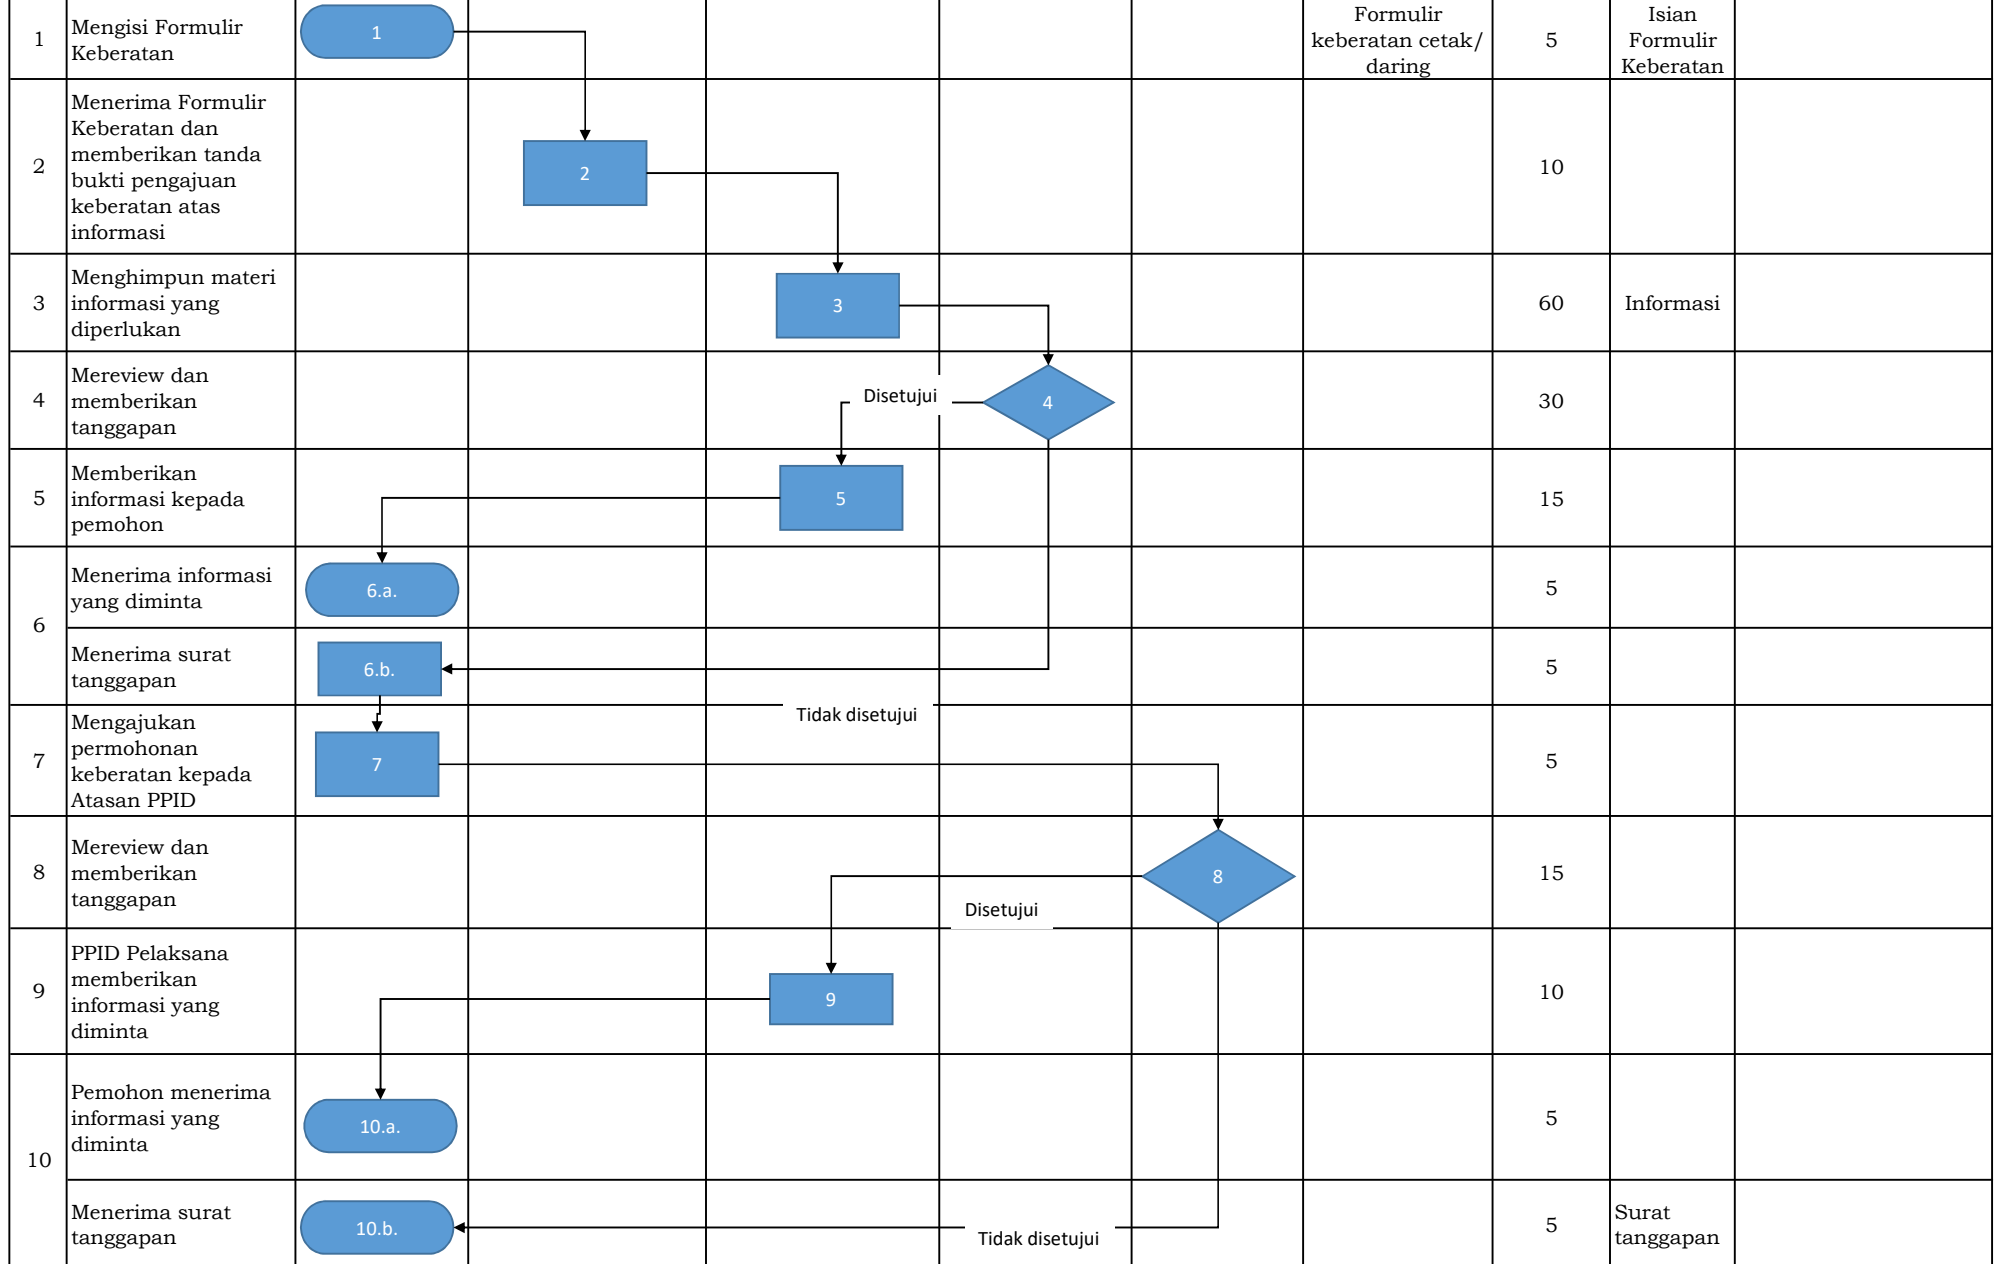 1
Mengisi Formulir
Keberatan
1
Formulir
keberatan cetak/
daring
5
Isian
Formulir
Keberatan
2
Menerima Formulir
Keberatan dan
memberikan tanda
bukti pengajuan
keberatan atas
informasi
2
10
3
Menghimpun materi
informasi yang
diperlukan
3
60
Informasi
4
Mereview dan
memberikan
tanggapan
Disetujui
4
30
5
Memberikan
informasi kepada
pemohon
5
15
6
Menerima informasi
yang diminta
6.a.
5
Menerima surat
tanggapan
6.b.
5
Tidak disetujui
7
Mengajukan
permohonan
keberatan kepada
Atasan PPID
7
5
8
Mereview dan
memberikan
tanggapan
8
15
Disetujui
9
PPID Pelaksana
memberikan
informasi yang
diminta
9
10
10
Pemohon menerima
informasi yang
diminta
10.a.
5
Menerima surat
tanggapan
10.b.
Tidak disetujui
5
Surat
tanggapan